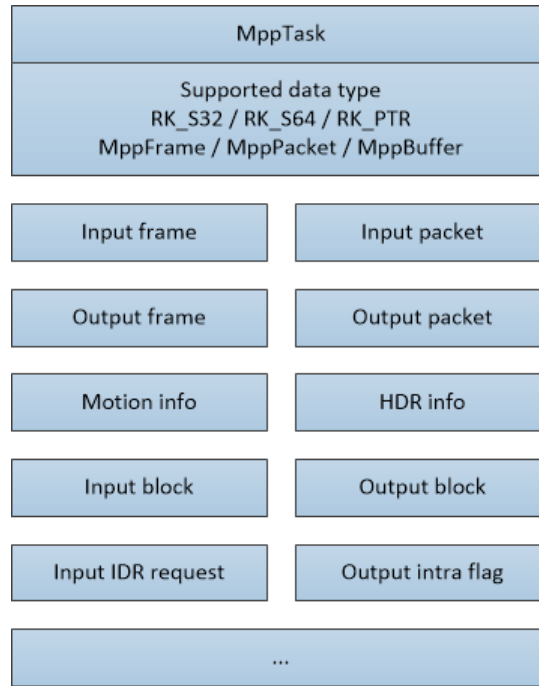 MppTask
Supported data type
RK_S32 / RK_S64 / RK_PTR
MppFrame / MppPacket / MppBuffer
Input frame
Input packet
Output frame
Output packet
Motion info
HDR info
Input block
Output block
Input IDR request
Output intra flag
...